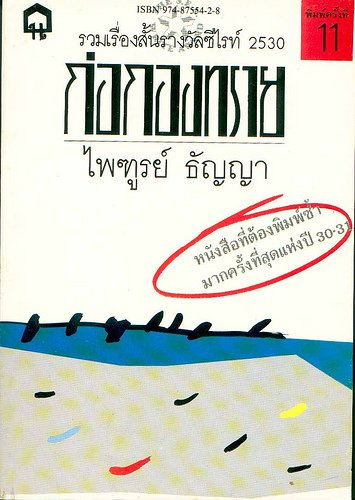 ISBN 974-87554-2-8
พิมพ์ครั้งที่
11
รวมเรื่องสั้นรางวัลซีไรท์ 2530
ก่อกองทราย
ไพฑูรย์ ธัญญา
หนังสือที่ต้องพิมพ์ซ้ำ
มากครั้งที่สุดแห่งปี 30-31